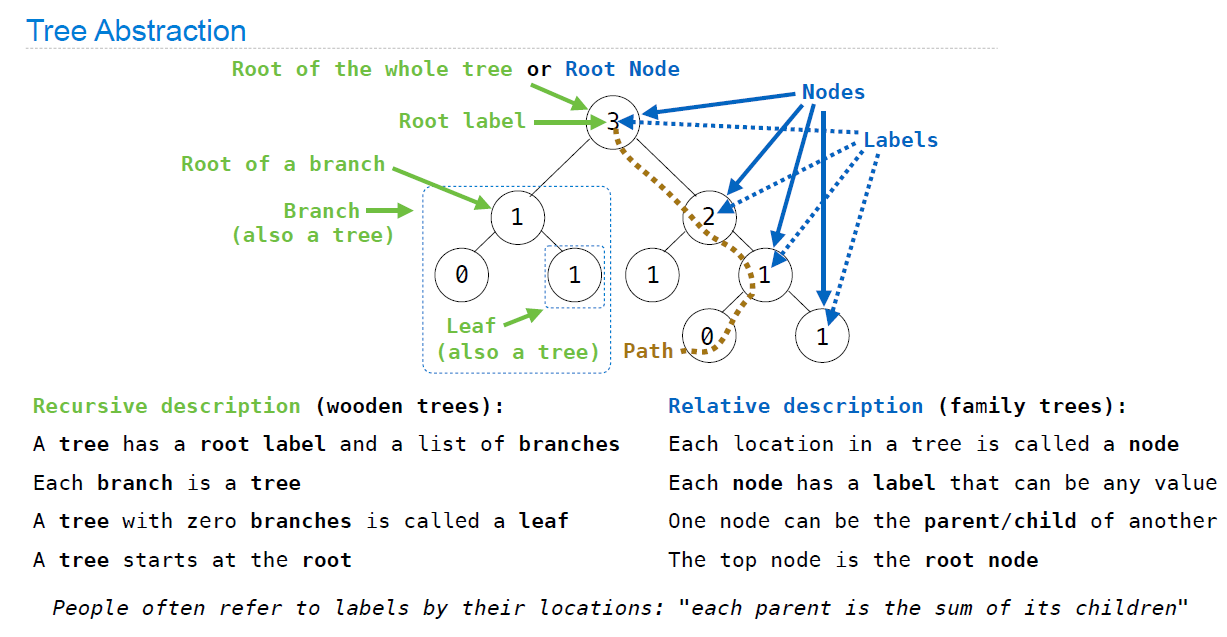 Tree Abstraction
Root of the whole tree or Root Node
Nodes
Root label
3
Labels
Root of a branch
Branch
(also a tree)
1
2
0
1
1
1
Leaf
(also a tree)
Path
0
1
Recursive description (wooden trees):
A tree has a root label and a list of branches
Each branch is a tree
A tree with zero branches is called a leaf
A tree starts at the root
Relative description (family trees):
Each location in a tree is called a node
Each node has a label that can be any value
One node can be the parent/child of another
The top node is the root node
People often refer to labels by their locations: "each parent is the sum of its children"